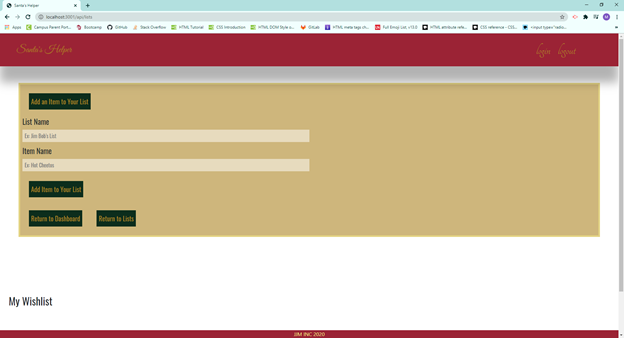 Santa's Helper
localhost:3001/api/lists
Apps Campus Parent Port... Bootcamp GitHub Stack Overflow HTML Tutorial CSS Introduction HTML DOM Style o... GitLab HTML meta tags ch... Full Emoji List, v13.0 HTML attribute refe... CSS reference - CSS... <input type="radio...
Santa's Helper login logout
Add an Item to Your List
List Name
Ex: Jim Bob's List
Item Name
Ex: Hot Cheetos
Add Item to Your List
Return to Dashboard Return to Lists
My Wishlist
JJM INC 2020